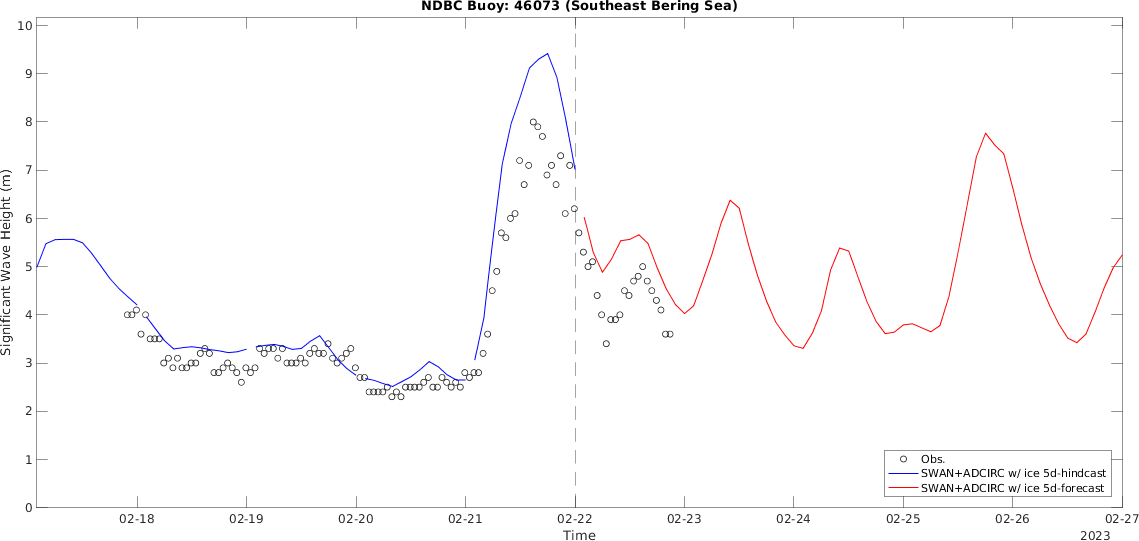 NDBC Buoy: 46073 (Southeast Bering Sea)
10
9
8
7
6
5
4
3
2
1
0
Significant Wave Height (m)
Obs.
SWAN+ADCIRC w/ ice 5d-hindcast
SWAN+ADCIRC w/ ice 5d-forecast
02-18 02-19 02-20 02-21 02-22 02-23 02-24 02-25 02-26 02-27
Time
2023